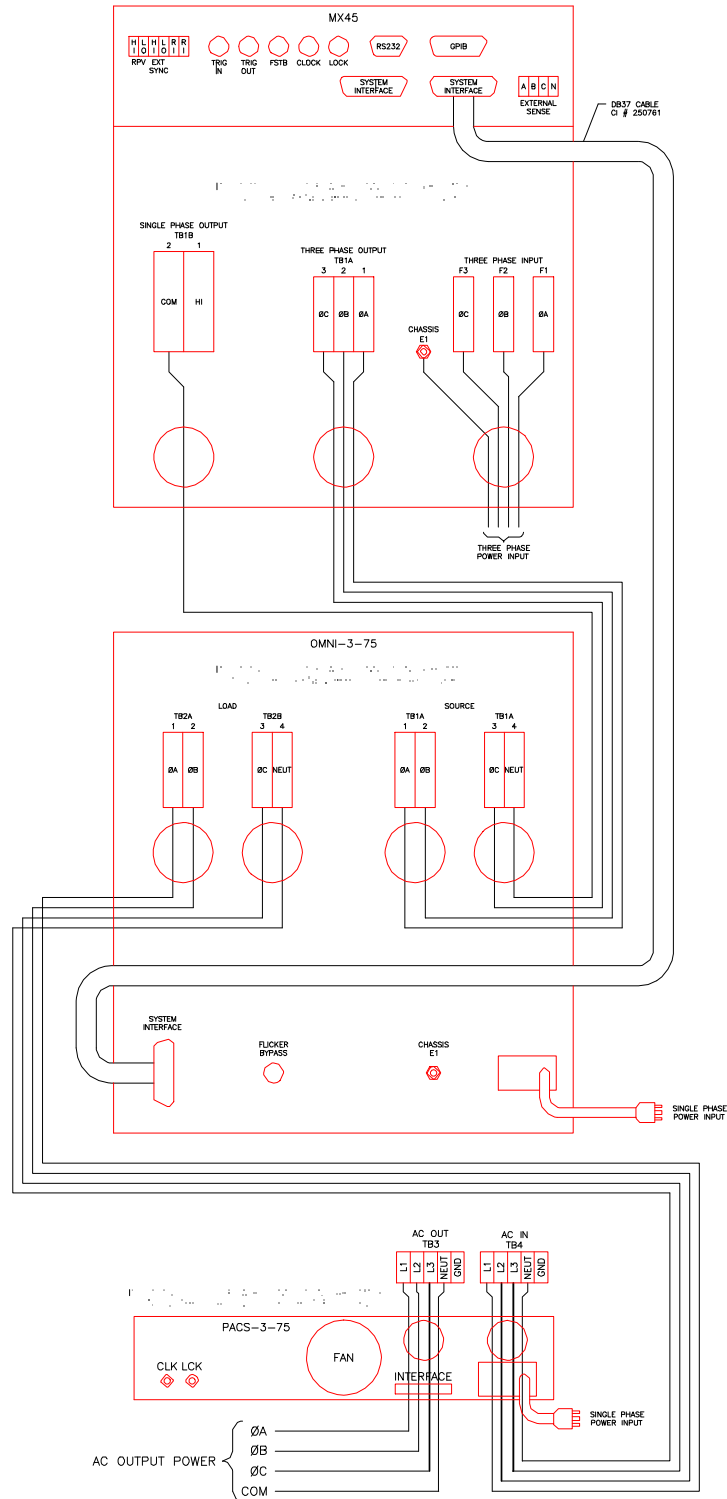 MX45
H H R R
I I I I
L L
O O
RPV EXT
SYNC
TRIG
IN
TRIG
OUT
FSTB
CLOCK
LOCK
RS232
GPIB
SYSTEM
INTERFACE
SYSTEM
INTERFACE
A B C N
EXTERNAL
SENSE
DB37 CABLE
CI # 250761
SINGLE PHASE OUTPUT
TB1B
2 1
COM HI
THREE PHASE OUTPUT
TB1A
3 2 1
ØC ØB ØA
CHASSIS
E1
THREE PHASE INPUT
F3 F2 F1
ØC ØB ØA
THREE PHASE
POWER INPUT
OMNI-3-75
LOAD
SOURCE
TB2A
1 2
ØA ØB
TB2B
3 4
ØC NEUT
TB1A
1 2
ØA ØB
TB1A
3 4
ØC NEUT
SYSTEM
INTERFACE
FLICKER
BYPASS
CHASSIS
E1
SINGLE PHASE
POWER INPUT
AC OUT
TB3
L1 L2 L3 NEUT GND
AC IN
TB4
L1 L2 L3 NEUT GND
PACS-3-75
CLK LCK
FAN
INTERFACE
SINGLE PHASE
POWER INPUT
AC OUTPUT POWER
ØA
ØB
ØC
COM